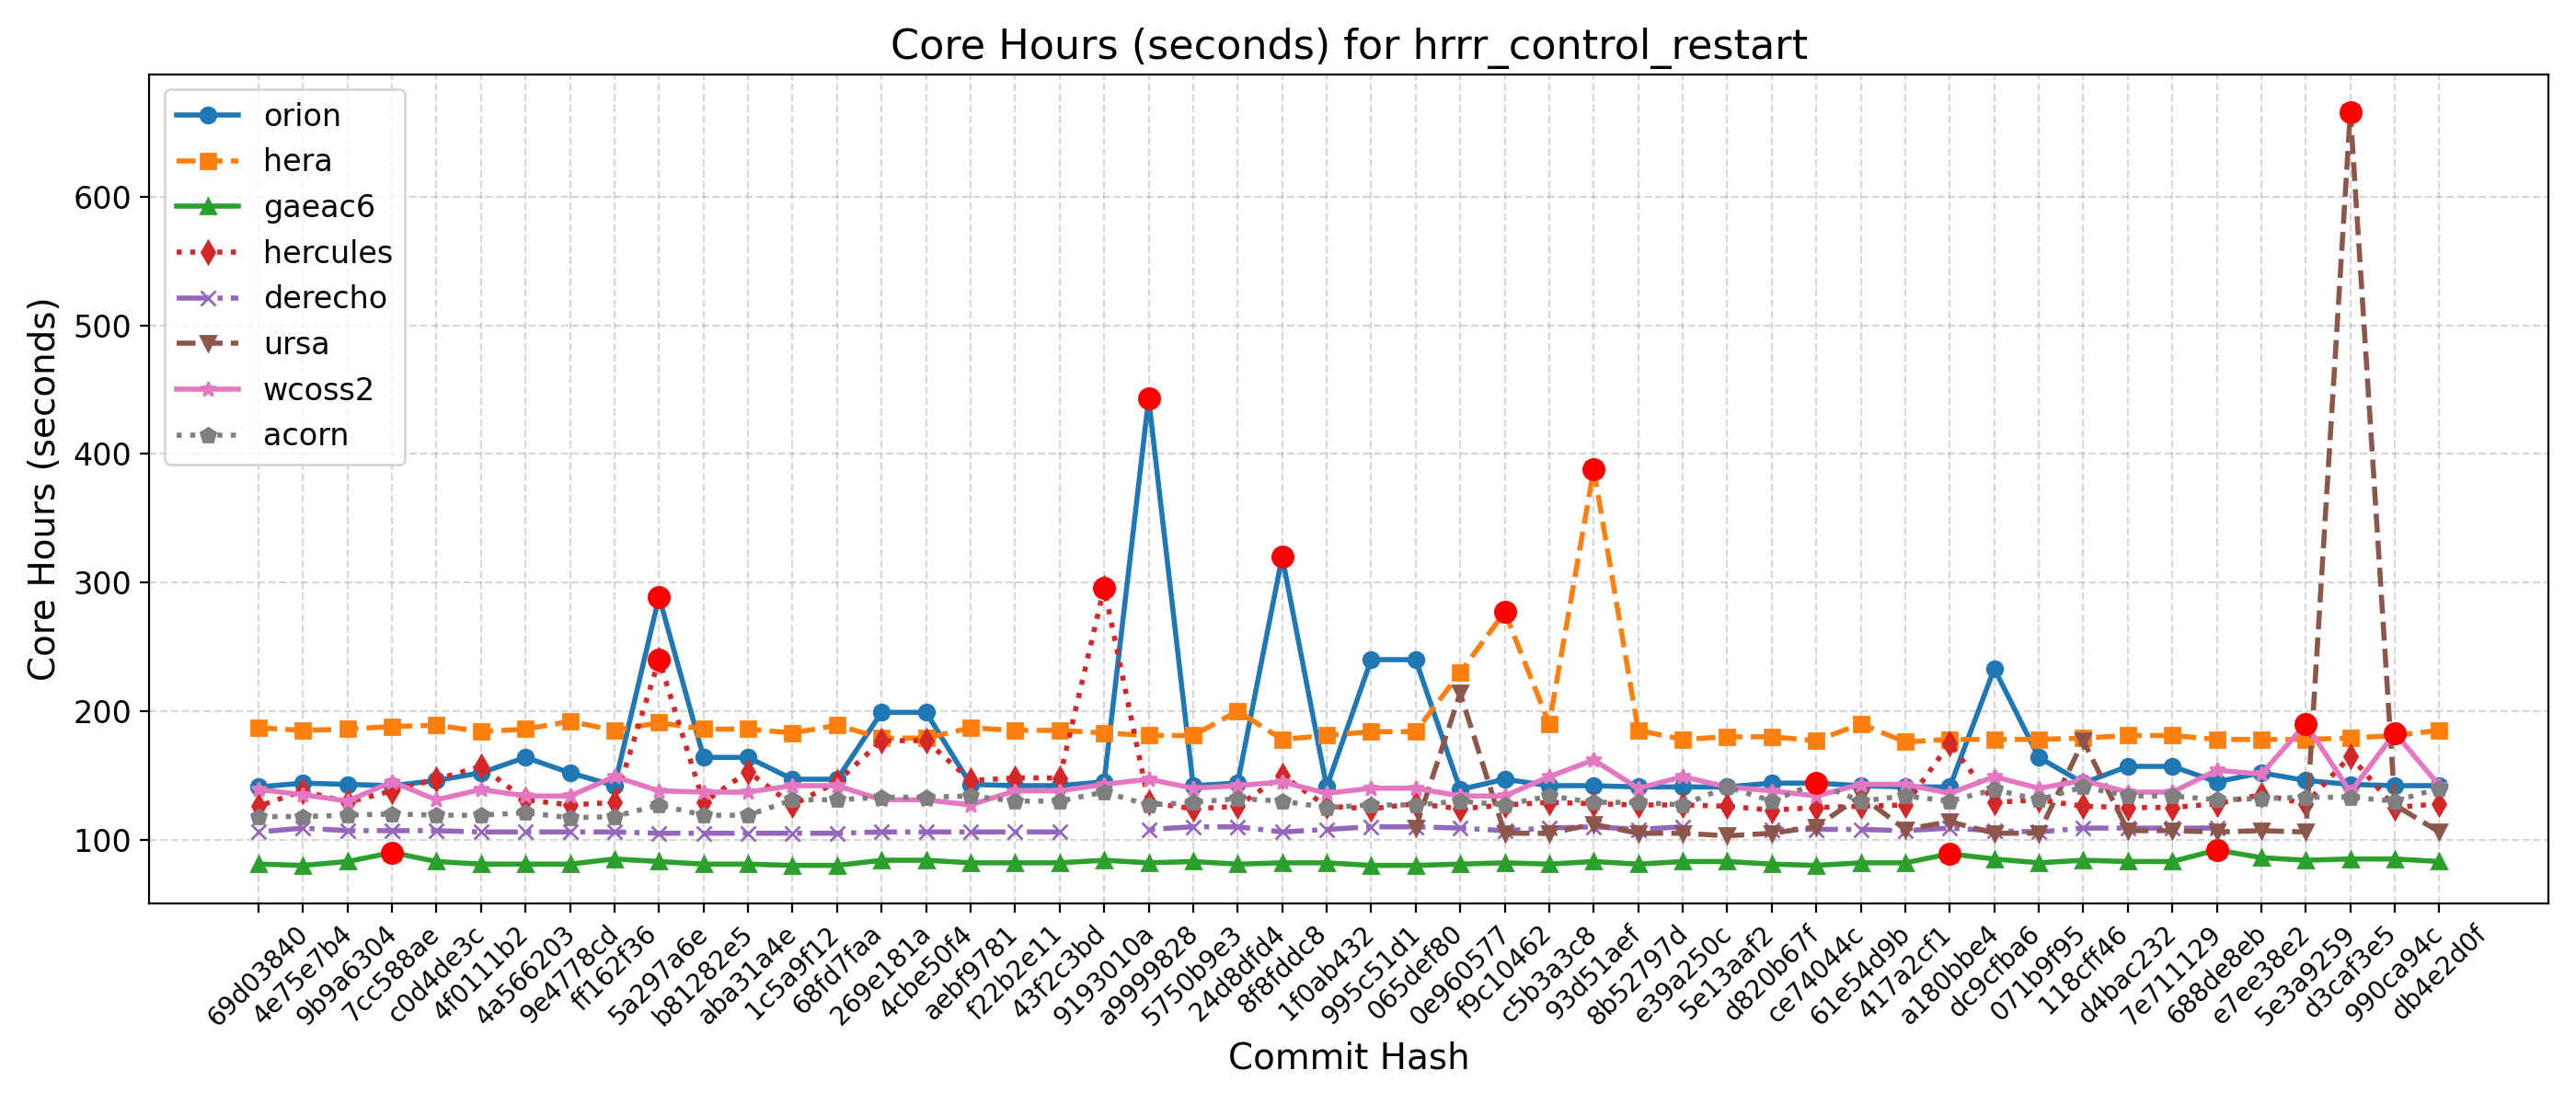 Core Hours (seconds) for hrrr_control_restart
orion
hera
gaeac6
hercules
derecho
ursa
wcoss2
acorn
Core Hours (seconds)
600
500
400
300
200
100
69d03840
4e75e7b4
9b9a6304
7cc588ae
c0d4de3c
4f0111b2
4a566203
9e4778cd
ff162f36
5a297a6e
b81282e5
aba31a4e
1c5a9f12
68fd7faa
269e181a
4cbe50f4
aebf9781
f22b2e11
43f2c3bd
9193010a
a9999828
5750b9e3
24d8dfd4
8f8fddc8
1f0ab432
995c51d1
065def80
0e960577
f9c10462
c5b3a3c8
93d51aef
8b52797d
e39a250c
5e13aaf2
d820b67f
ce74044c
61e54d9b
417a2cf1
a180bbe4
dc9cfba6
071b9f95
118cff46
d4bac232
7e711129
688de8eb
e7ee38e2
5e3a9259
d3caf3e5
990ca94c
db4e2d0f
Commit Hash